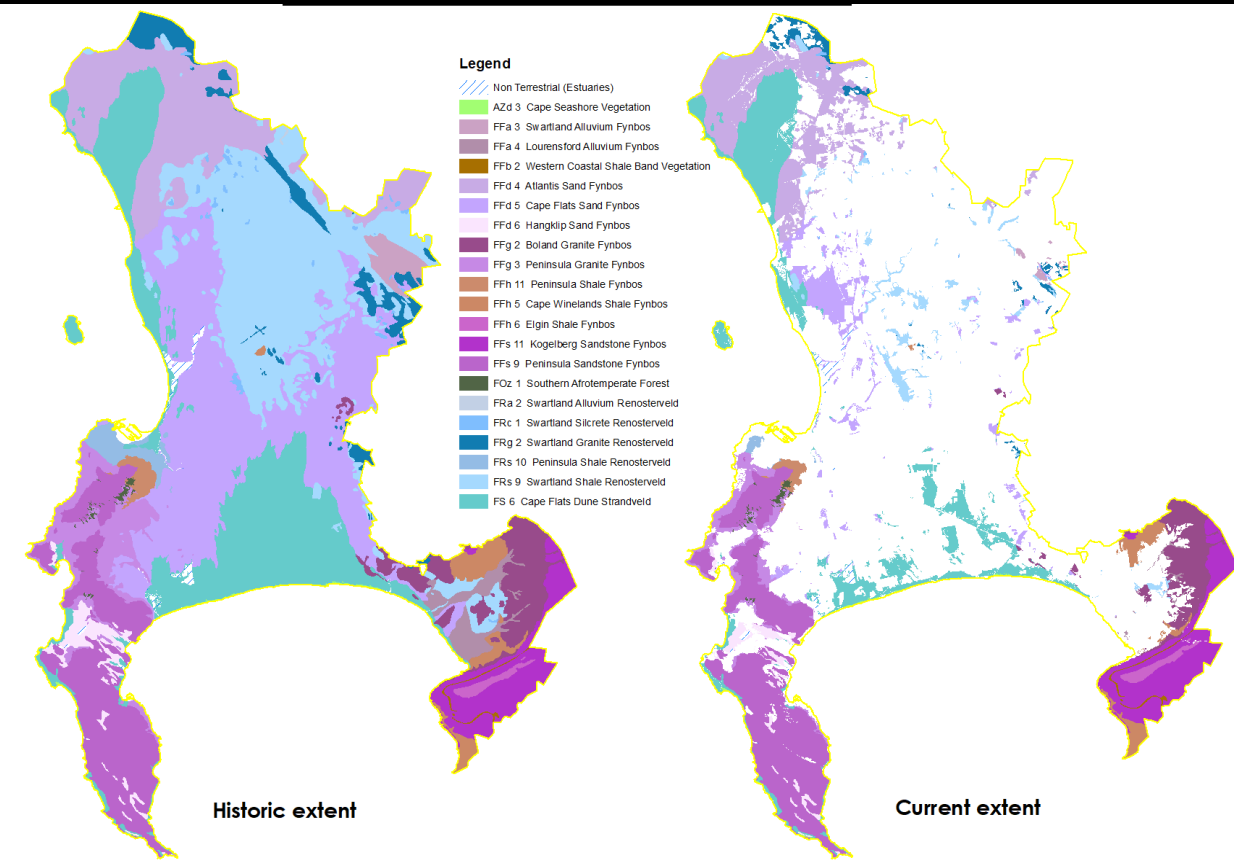 Legend
Non Terrestrial (Estuaries)
AZd 3 Cape Seashore Vegetation
FFa 3 Swartland Alluvium Fynbos
FFa 4 Lourensford Alluvium Fynbos
FFb 2 Western Coastal Shale Band Vegetation
FFd 4 Atlantis Sand Fynbos
FFd 5 Cape Flats Sand Fynbos
FFd 6 Hangklip Sand Fynbos
FFg 2 Boland Granite Fynbos
FFg 3 Peninsula Granite Fynbos
FFh 11 Peninsula Shale Fynbos
FFh 5 Cape Winelands Shale Fynbos
FFh 6 Elgin Shale Fynbos
FFs 11 Kogelberg Sandstone Fynbos
FFs 9 Peninsula Sandstone Fynbos
FOz 1 Southern Afrotemperate Forest
FRa 2 Swartland Alluvium Renosterveld
FRc 1 Swartland Silcrete Renosterveld
FRg 2 Swartland Granite Renosterveld
FRs 10 Peninsula Shale Renosterveld
FRs 9 Swartland Shale Renosterveld
FS 6 Cape Flats Dune Strandveld
Historic extent
Current extent